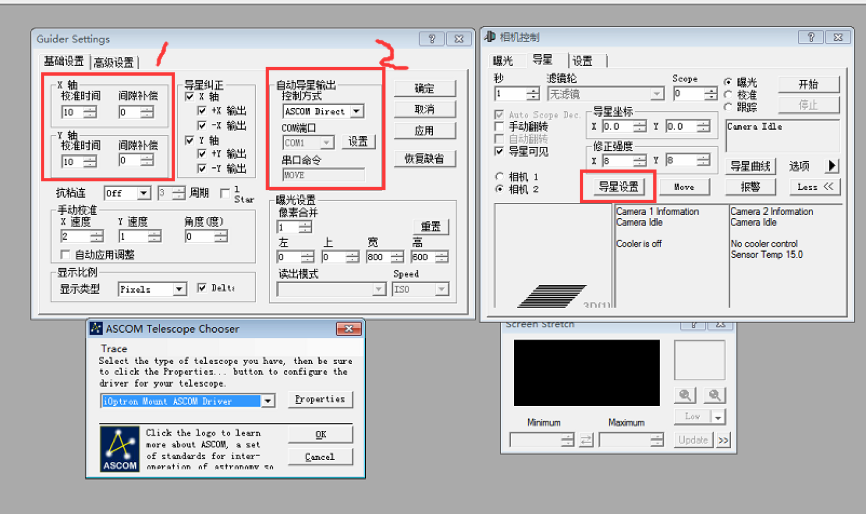 Guider Settings
基础设置 高级设置
1
2
X 轴
校准时间 间隙补偿
10 0
Y 轴
校准时间 间隙补偿
10 0
导星纠正
X 轴
+X 输出
-X 输出
Y 轴
+Y 输出
-Y 输出
自动导星输出
控制方式
ASCOM Direct
COM端口
COM1 设置
串口命令
MOVE
确定
取消
应用
恢复缺省
抗粘连 Off 3 周期 1 Star
手动校准
X 速度 Y 速度 角度(度)
2 1 0
自动应用调整
显示比例
显示类型 Pixels Delt
曝光设置
像素合并
1 重置
左 上 宽 高
0 0 800 600
读出模式 Speed
ISO
相机控制
曝光 导星 设置
秒 滤镜轮 Scope
1 无滤镜 0
曝光
校准
跟踪
开始
停止
Auto Scope Dec.
手动翻转
自动翻转
导星可见
导星坐标
X 0.0 Y 0.0
修正强度
X 8 Y 8
Camera Idle
导星曲线 选项
相机 1
相机 2
导星设置 Move 报警 Less <<
Camera 1 Information
Camera Idle
Cooler is off
Camera 2 Information
Camera Idle
No cooler control
Sensor Temp 15.0
ASCOM Telescope Chooser
Trace
Select the type of telescope you have, then be sure
to click the Properties... button to configure the
driver for your telescope.
iOptron Mount ASCOM Driver Properties
Click the logo to learn
more about ASCOM, a set
of standards for inter-
operation of astronomy so
ASCOM
OK
Cancel
Screen Stretch
Minimum Maximum
Low
Update >>